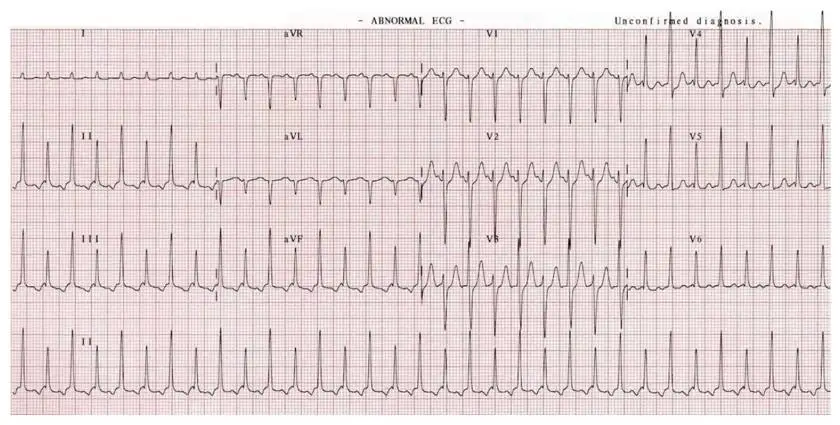 - ABNORMAL ECG -
Unconfirmed diagnosis.
I aVR V1 V4
II aVL V2 V5
III aVF V3 V6
II